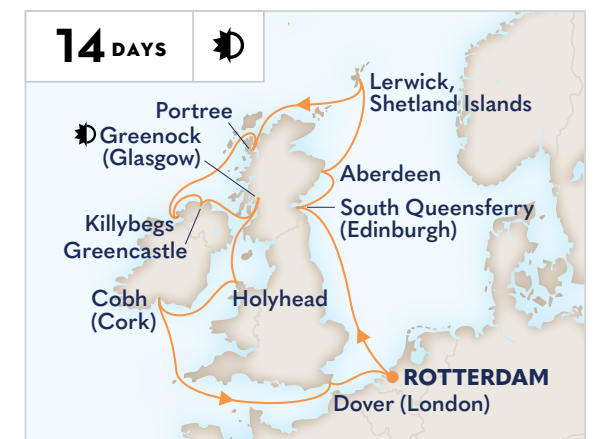 14 DAYS
Lerwick,
Shetland Islands
Portree
Greenock
(Glasgow)
Aberdeen
South Queensferry
(Edinburgh)
Killybegs
Greencastle
Cobh
(Cork)
Holyhead
ROTTERDAM
Dover (London)